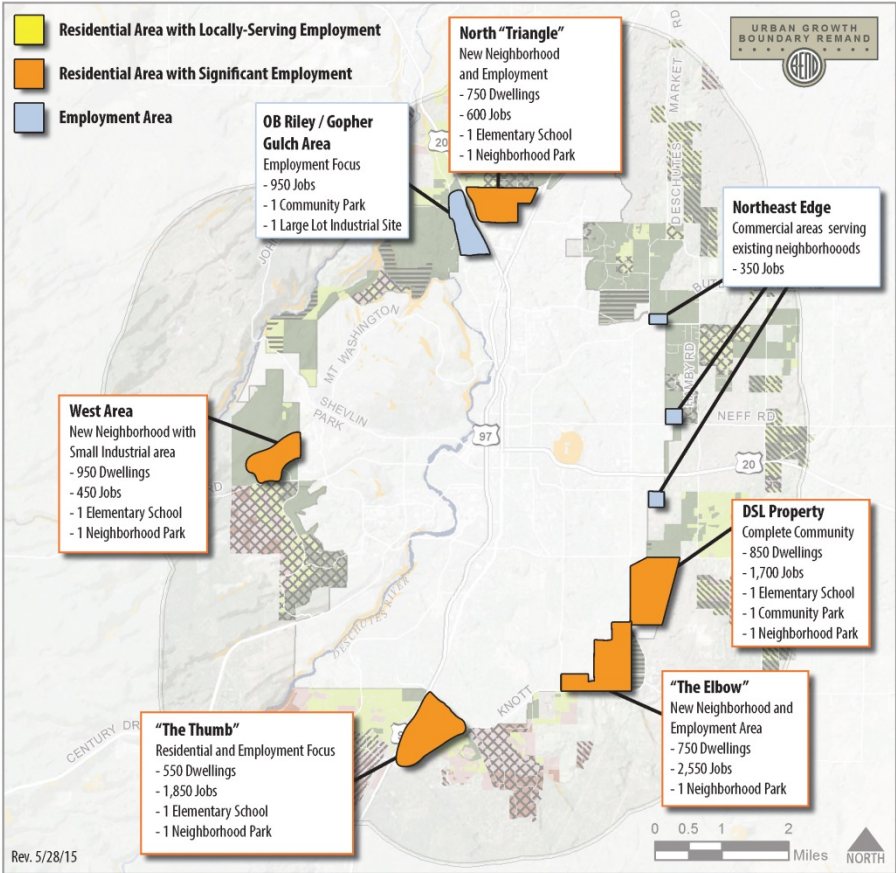 Residential Area with Locally-Serving Employment
Residential Area with Significant Employment
Employment Area
URBAN GROWTH
BOUNDARY REMAND
BEND
North “Triangle”
New Neighborhood
and Employment
- 750 Dwellings
- 600 Jobs
- 1 Elementary School
- 1 Neighborhood Park
OB Riley / Gopher
Gulch Area
Employment Focus
- 950 Jobs
- 1 Community Park
- 1 Large Lot Industrial Site
Northeast Edge
Commercial areas serving
existing neighborhooods
- 350 Jobs
20
DESCHUTES
MARKET RD
MT WASHINGTON
SHEVLIN
PARK
97
NEFF RD
20
West Area
New Neighborhood with
Small Industrial area
- 950 Dwellings
- 450 Jobs
- 1 Elementary School
- 1 Neighborhood Park
RD
DSL Property
Complete Community
- 850 Dwellings
- 1,700 Jobs
- 1 Elementary School
- 1 Community Park
- 1 Neighborhood Park
DESCHUTES RIVER
KNOTT
CENTURY DR
"The Elbow"
New Neighborhood and
Employment Area
- 750 Dwellings
- 2,550 Jobs
- 1 Neighborhood Park
"The Thumb"
Residential and Employment Focus
- 550 Dwellings
- 1,850 Jobs
- 1 Elementary School
- 1 Neighborhood Park
0 0.5 1 2
Miles
NORTH
Rev. 5/28/15